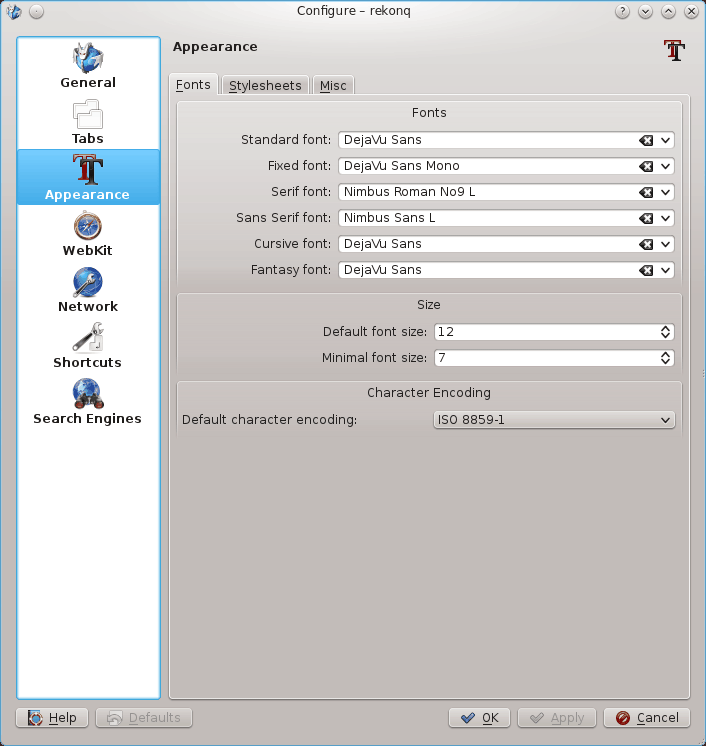 Configure – rekonq
General
Tabs
Appearance
WebKit
Network
Shortcuts
Search Engines
Appearance
Fonts Stylesheets Misc
Fonts
Standard font: DejaVu Sans
Fixed font: DejaVu Sans Mono
Serif font: Nimbus Roman No9 L
Sans Serif font: Nimbus Sans L
Cursive font: DejaVu Sans
Fantasy font: DejaVu Sans
Size
Default font size: 12
Minimal font size: 7
Character Encoding
Default character encoding: ISO 8859-1
Help Defaults OK Apply Cancel